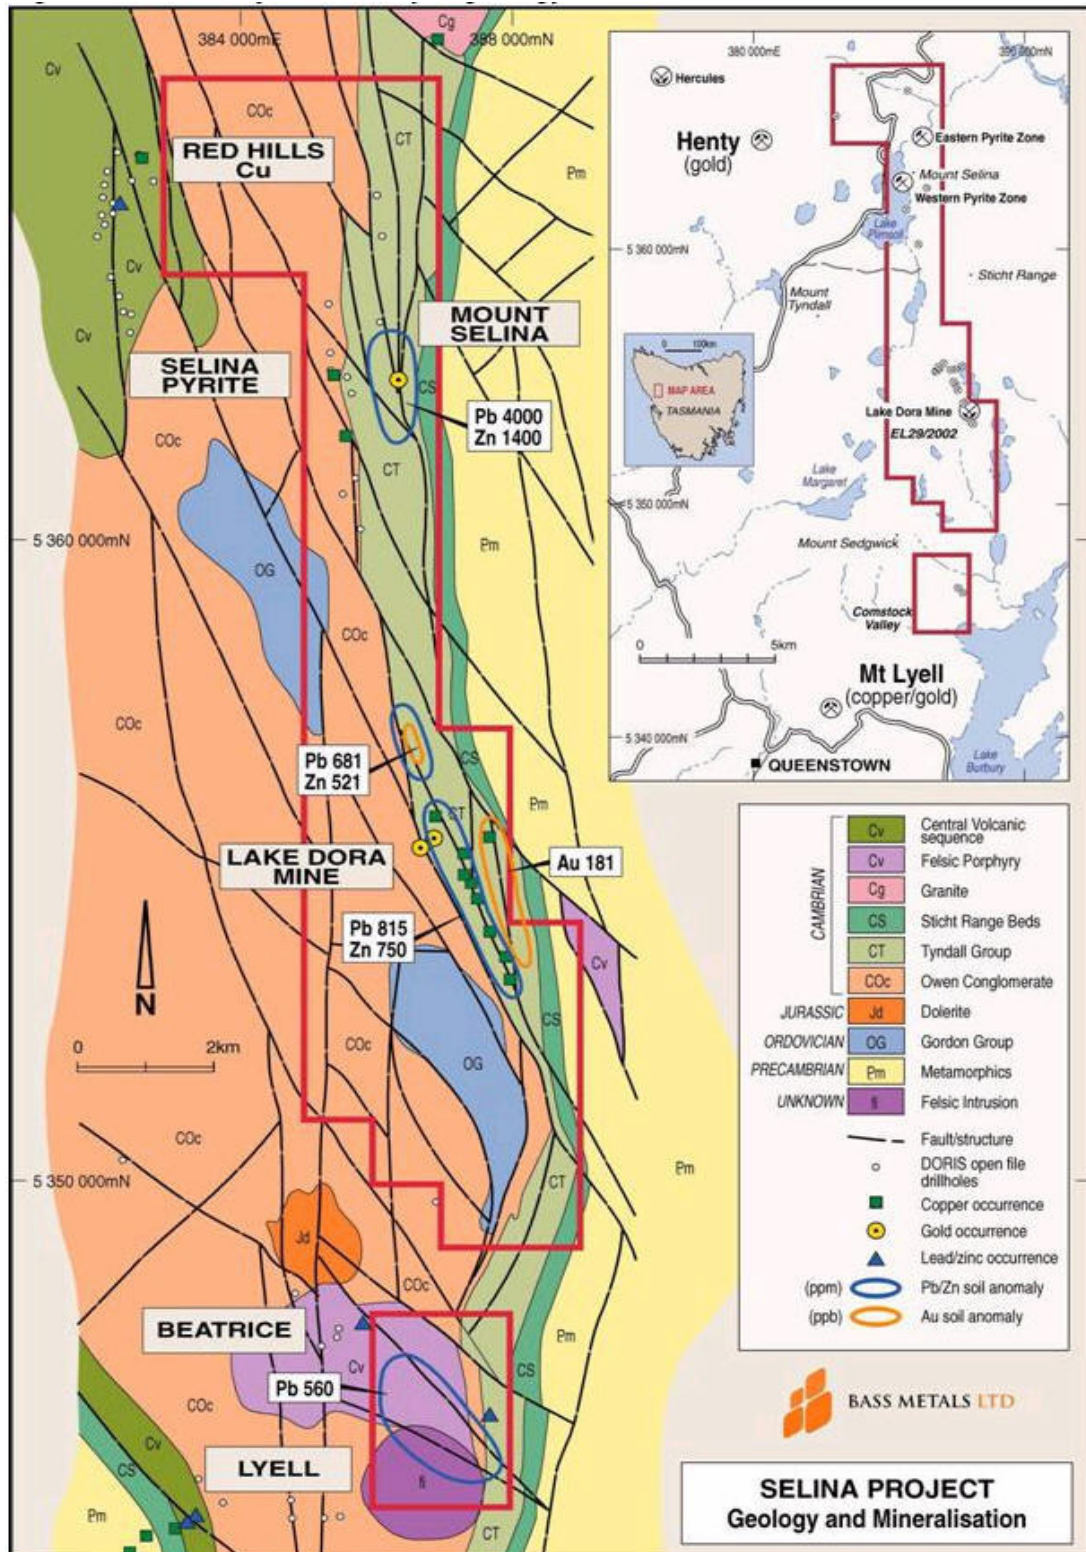 384 000mE
388 000mN
Cg
Cv
COc
CT
RED HILLS
Cu
Pm
Cv
Cv
MOUNT
SELINA
SELINA
PYRITE
CS
Pb 4000
Zn 1400
COc
CT
5 360 000mN
Pm
OG
COc
COc
Pb 681
Zn 521
CS
Pm
CT
LAKE DORA
MINE
Au 181
Pb 815
Zn 750
Cv
N
CS
0 2km
COc
OG
COc
Pm
CT
5 350 000mN
Jd
COc
BEATRICE
Pm
Cv
CS
Pb 560
COc
Cv
LYELL
CS
fi
Pm
CT
380 000mE
Hercules
Henty
(gold)
Eastern Pyrite Zone
Mount Selina
Western Pyrite Zone
Lake
Pimsoll
5 360 000mN
Sticht Range
Mount
Tyndall
0 100km
MAP AREA
TASMANIA
Lake Dora Mine
EL29/2002
Lake
Margaret
5 350 000mN
Mount Sedgwick
Comstock
Valley
0 5km
Mt Lyell
(copper/gold)
5 340 000mN
QUEENSTOWN
Lake
Burbury
CAMBRIAN
Cv Central Volcanic
sequence
Cv Felsic Porphyry
Cg Granite
CS Sticht Range Beds
CT Tyndall Group
COc Owen Conglomerate
JURASSIC Jd Dolerite
ORDOVICIAN OG Gordon Group
PRECAMBRIAN Pm Metamorphics
UNKNOWN fi Felsic Intrusion
Fault/structure
DORIS open file
drillholes
Copper occurrence
Gold occurrence
Lead/zinc occurrence
(ppm) Pb/Zn soil anomaly
(ppb) Au soil anomaly
BASS METALS LTD
SELINA PROJECT
Geology and Mineralisation